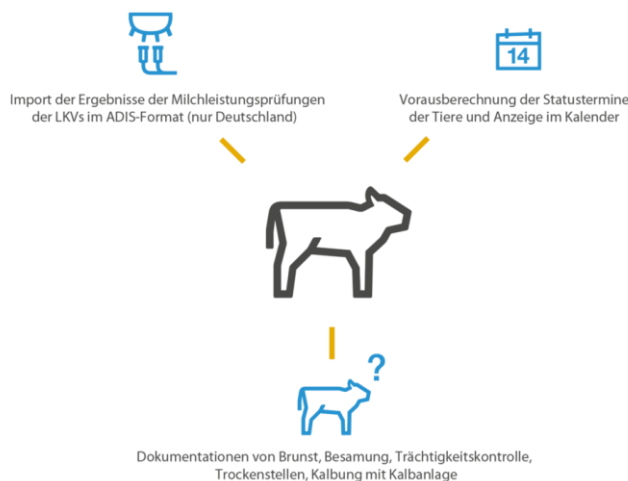 Import der Ergebnisse der Milchleistungsprüfungen
der LKVs im ADIS-Format (nur Deutschland)
14
Vorausberechnung der Statustermine
der Tiere und Anzeige im Kalender
?
Dokumentationen von Brunst, Besamung, Trächtigkeitskontrolle,
Trockenstellen, Kalbung mit Kalbanlage